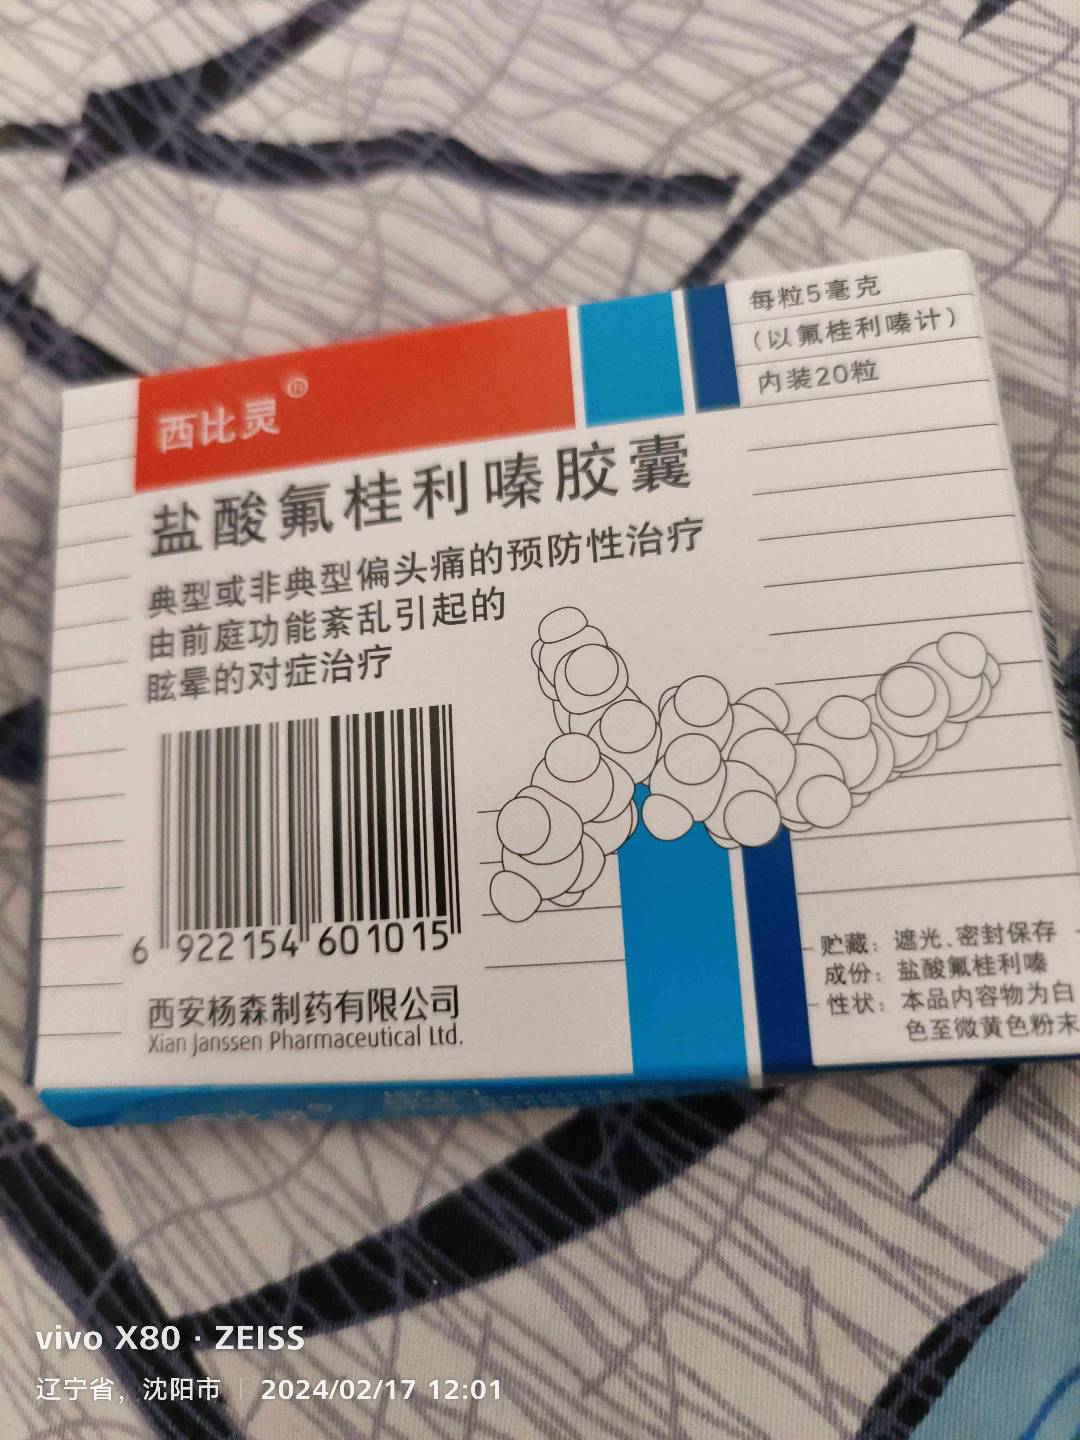 西比灵®
每粒5毫克
（以氟桂利嗪计）
内装20粒
盐酸氟桂利嗪胶囊
典型或非典型偏头痛的预防性治疗
由前庭功能紊乱引起的
眩晕的对症治疗
6 922154 601015
西安杨森制药有限公司
Xian Janssen Pharmaceutical Ltd.
贮藏：遮光、密封保存
成份：盐酸氟桂利嗪
性状：本品内容物为白
色至微黄色粉末
vivo X80 · ZEISS
辽宁省，沈阳市 | 2024/02/17 12:01